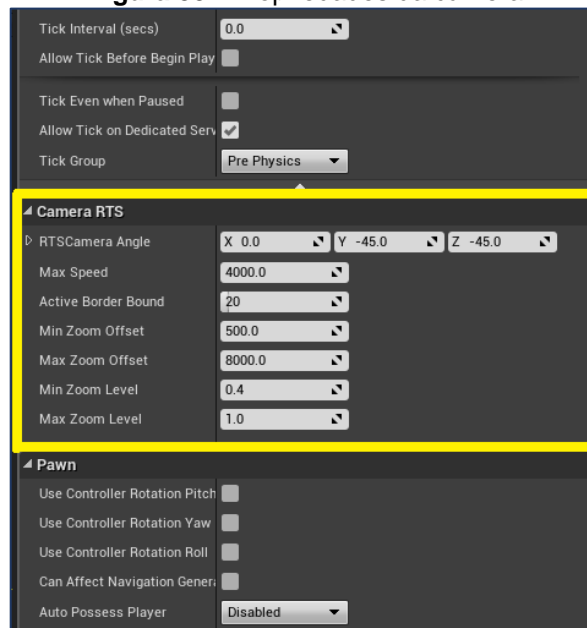 Tick Interval (secs) 0.0
Allow Tick Before Begin Play
Tick Even when Paused
Allow Tick on Dedicated Serv
Tick Group Pre Physics
Camera RTS
RTSCamera Angle X 0.0 Y -45.0 Z -45.0
Max Speed 4000.0
Active Border Bound 20
Min Zoom Offset 500.0
Max Zoom Offset 8000.0
Min Zoom Level 0.4
Max Zoom Level 1.0
Pawn
Use Controller Rotation Pitch
Use Controller Rotation Yaw
Use Controller Rotation Roll
Can Affect Navigation Genera
Auto Possess Player Disabled